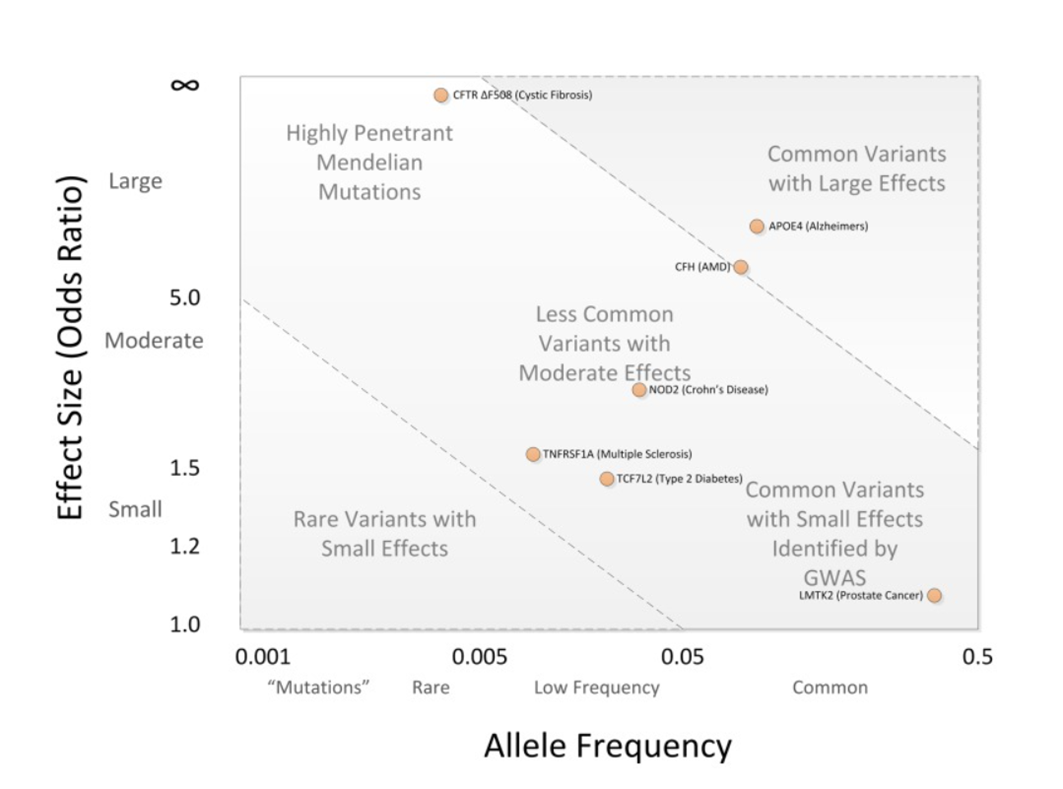 ∞
CFTR ΔF508 (Cystic Fibrosis)
Highly Penetrant
Mendelian
Mutations
Common Variants
with Large Effects
Large
APOE4 (Alzheimers)
CFH (AMD)
Effect Size (Odds Ratio)
5.0
Less Common
Variants with
Moderate Effects
Moderate
NOD2 (Crohn's Disease)
TNFRSF1A (Multiple Sclerosis)
1.5
TCF7L2 (Type 2 Diabetes)
Common Variants
with Small Effects
Identified by
GWAS
Small
Rare Variants with
Small Effects
1.2
LMTK2 (Prostate Cancer)
1.0
0.001 0.005 0.05 0.5
“Mutations” Rare Low Frequency Common
Allele Frequency